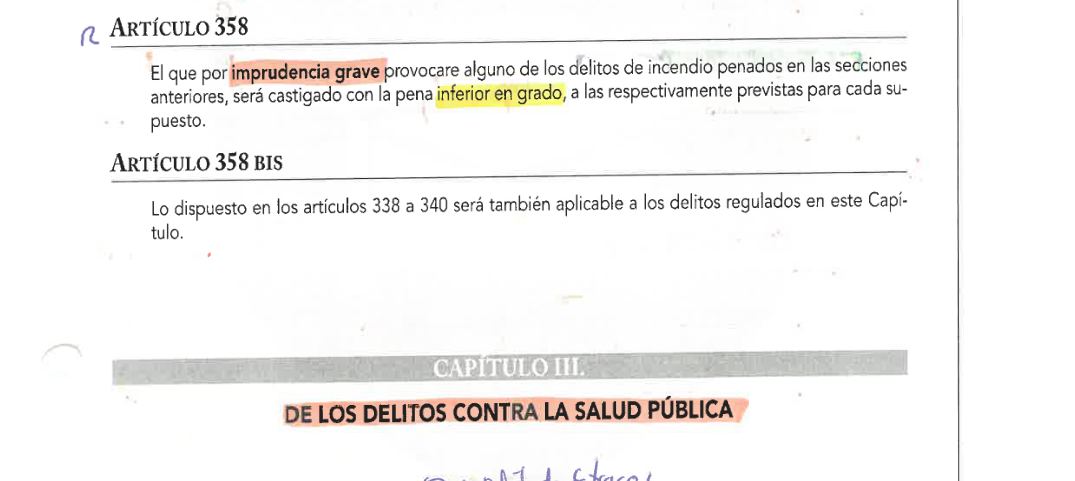 R ARTÍCULO 358
El que por imprudencia grave provocare alguno de los delitos de incendio penados en las secciones
anteriores, será castigado con la pena inferior en grado, a las respectivamente previstas para cada su-
puesto.
ARTÍCULO 358 BIS
Lo dispuesto en los artículos 338 a 340 será también aplicable a los delitos regulados en este Capí-
tulo.
CAPÍTULO III.
DE LOS DELITOS CONTRA LA SALUD PÚBLICA